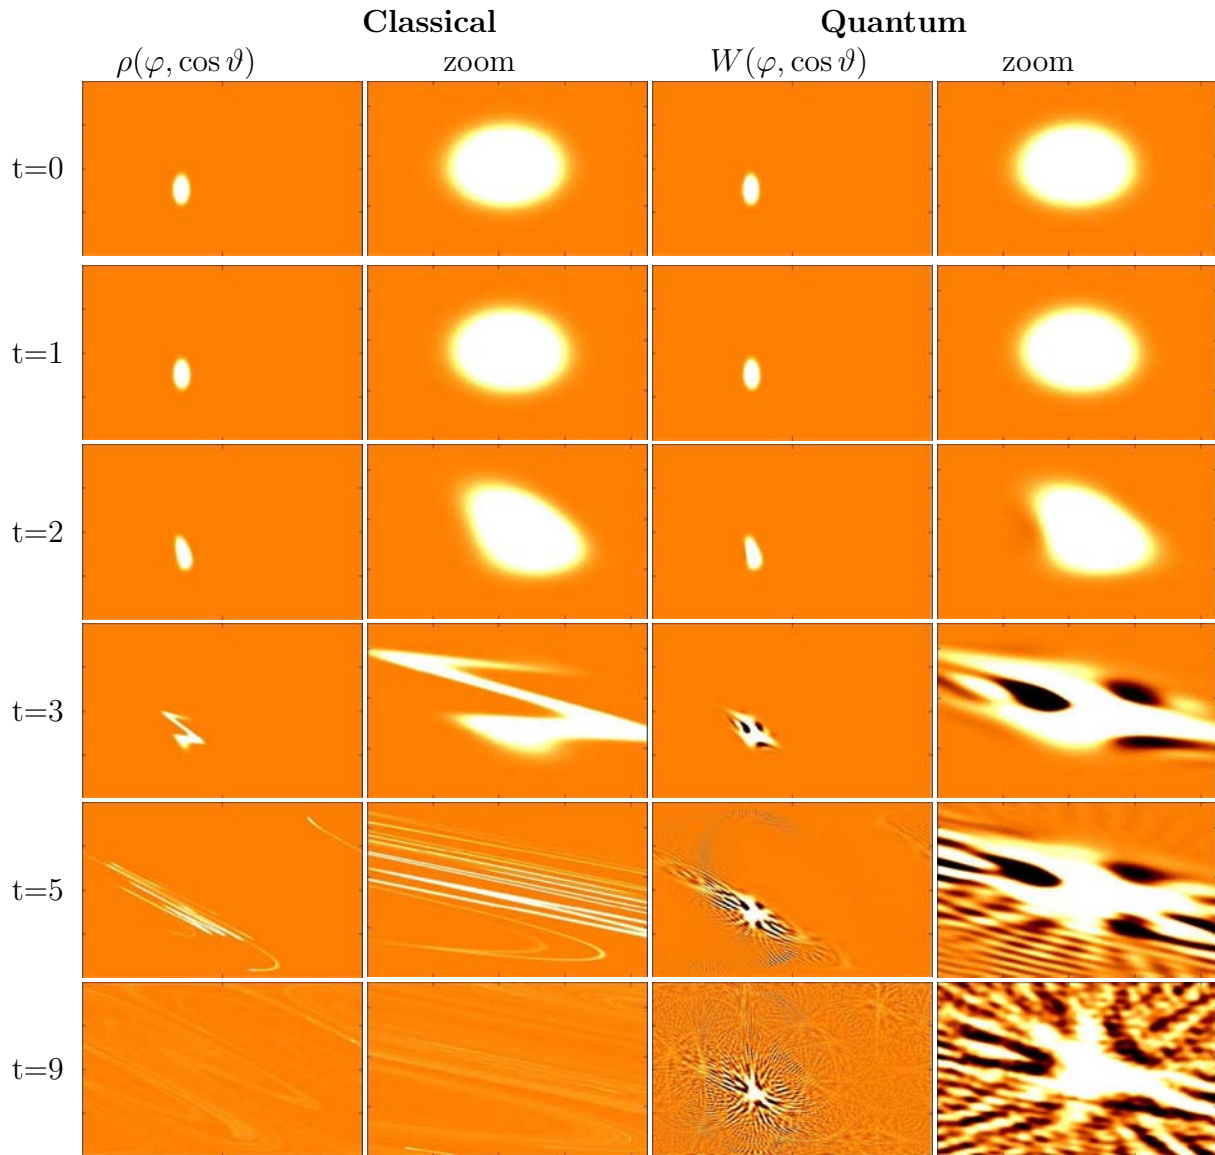 Classical Quantum
ρ(φ, cos ϑ) zoom W(φ, cos ϑ) zoom
t=0
t=1
t=2
t=3
t=5
t=9